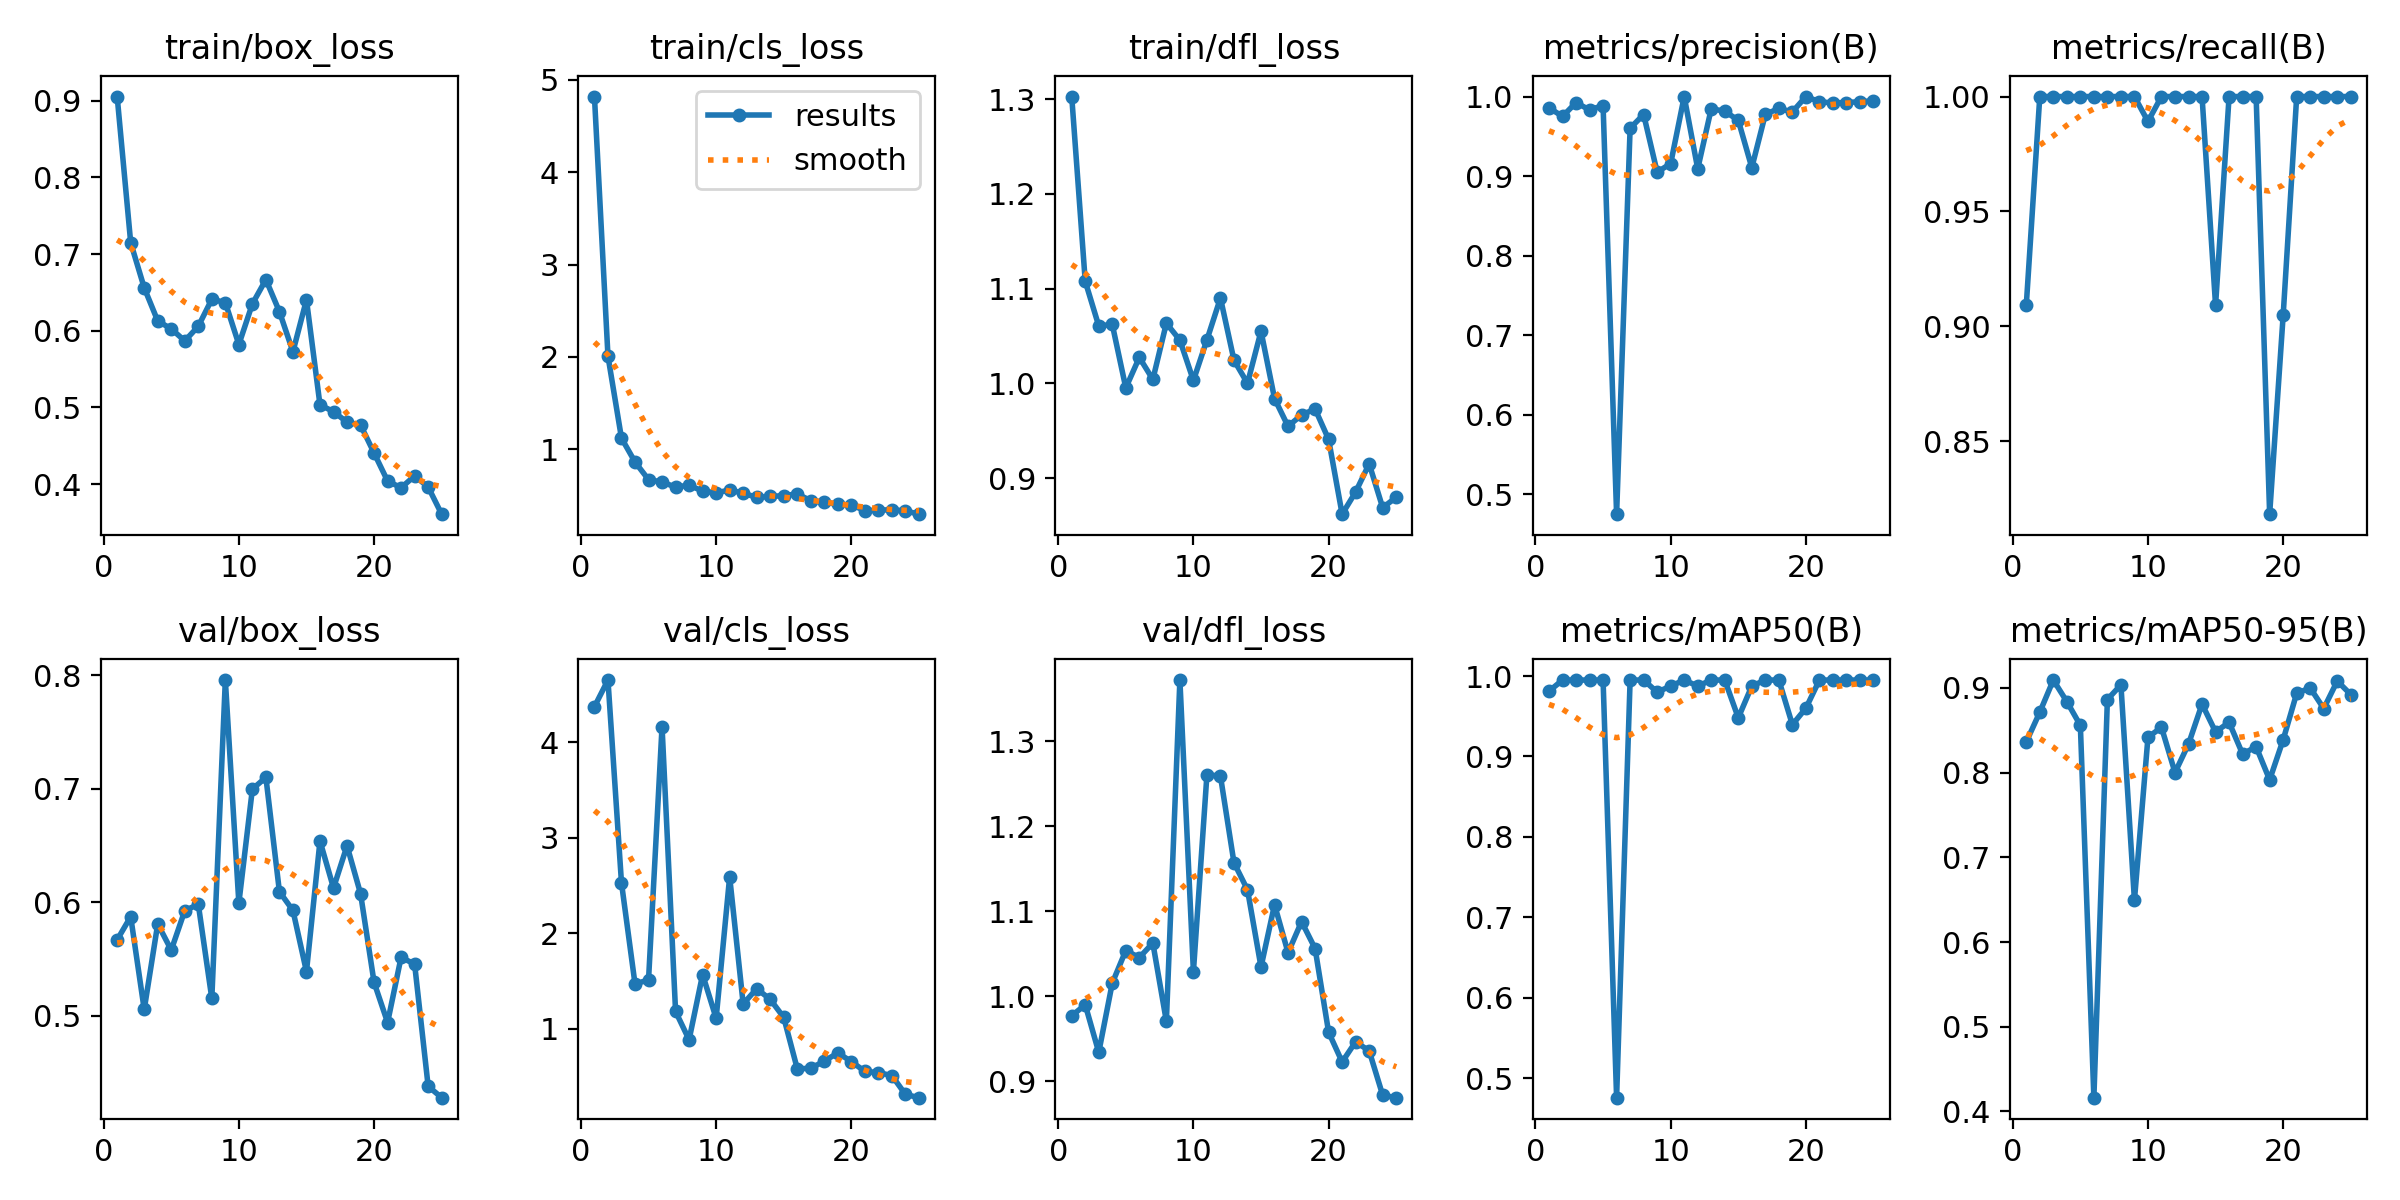 train/box_loss
0.9
0.8
0.7
0.6
0.5
0.4
0 10 20
train/cls_loss
results
smooth
5
4
3
2
1
0 10 20
train/dfl_loss
1.3
1.2
1.1
1.0
0.9
0 10 20
metrics/precision(B)
1.0
0.9
0.8
0.7
0.6
0.5
0 10 20
metrics/recall(B)
1.00
0.95
0.90
0.85
0 10 20
val/box_loss
0.8
0.7
0.6
0.5
0 10 20
val/cls_loss
4
3
2
1
0 10 20
val/dfl_loss
1.3
1.2
1.1
1.0
0.9
0 10 20
metrics/mAP50(B)
1.0
0.9
0.8
0.7
0.6
0.5
0 10 20
metrics/mAP50-95(B)
0.9
0.8
0.7
0.6
0.5
0.4
0 10 20